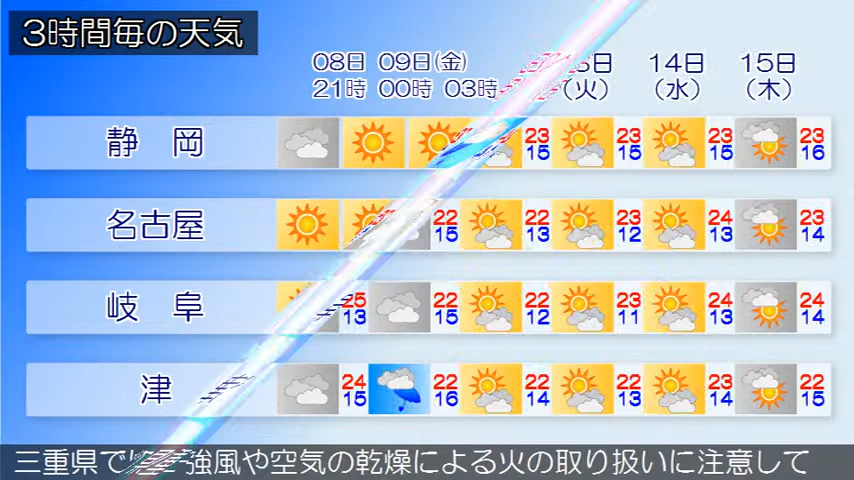 3時間毎の天気
08日 09日(金) 日 14日 15日
21時 00時 03時 (火) (水) (木)
静岡 23 15 23 15 23 15 23 16
名古屋 22 15 22 13 23 12 24 13 23 14
岐阜 25 13 22 15 22 12 23 11 24 13 24 14
津 24 15 22 16 22 14 22 13 23 14 22 15
三重県で 強風や空気の乾燥による火の取り扱いに注意して